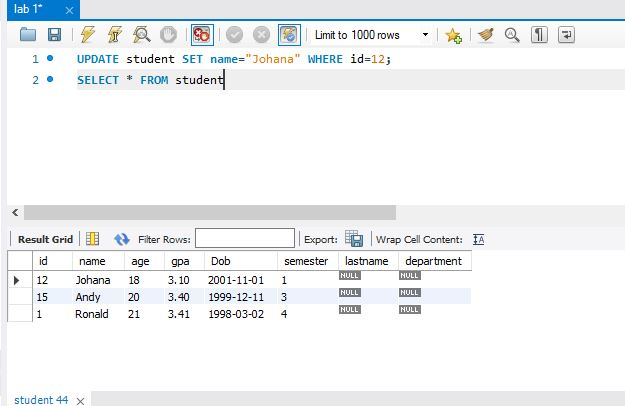 lab 1*
Limit to 1000 rows
1 UPDATE student SET name="Johana" WHERE id=12;
2 SELECT * FROM student
Result Grid Filter Rows: Export: Wrap Cell Content: IA
id name age gpa Dob semester lastname department
12 Johana 18 3.10 2001-11-01 1 NULL NULL
15 Andy 20 3.40 1999-12-11 3 NULL NULL
1 Ronald 21 3.41 1998-03-02 4 NULL NULL
student 44